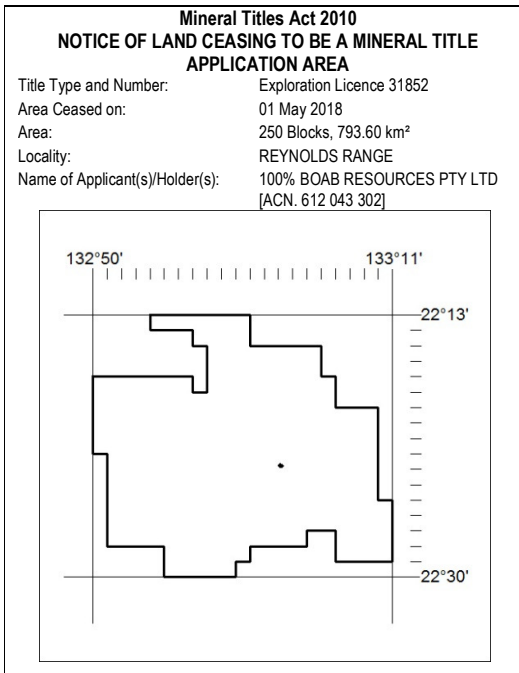 Mineral Titles Act 2010
NOTICE OF LAND CEASING TO BE A MINERAL TITLE
APPLICATION AREA
Title Type and Number: Exploration Licence 31852
Area Ceased on: 01 May 2018
Area: 250 Blocks, 793.60 km²
Locality: REYNOLDS RANGE
Name of Applicant(s)/Holder(s): 100% BOAB RESOURCES PTY LTD
[ACN. 612 043 302]
132°50' 133°11'
22°13'
22°30'